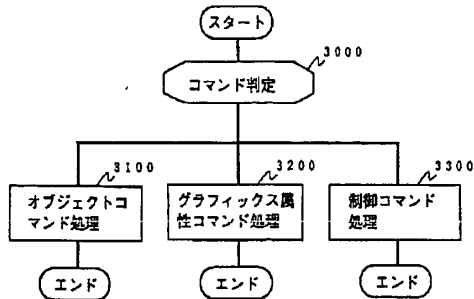 スタート
3000
コマンド判定
3100
3200
3300
オブジェクトコ
マンド処理
グラフィックス属
性コマンド処理
制御コマンド
処理
エンド
エンド
エンド